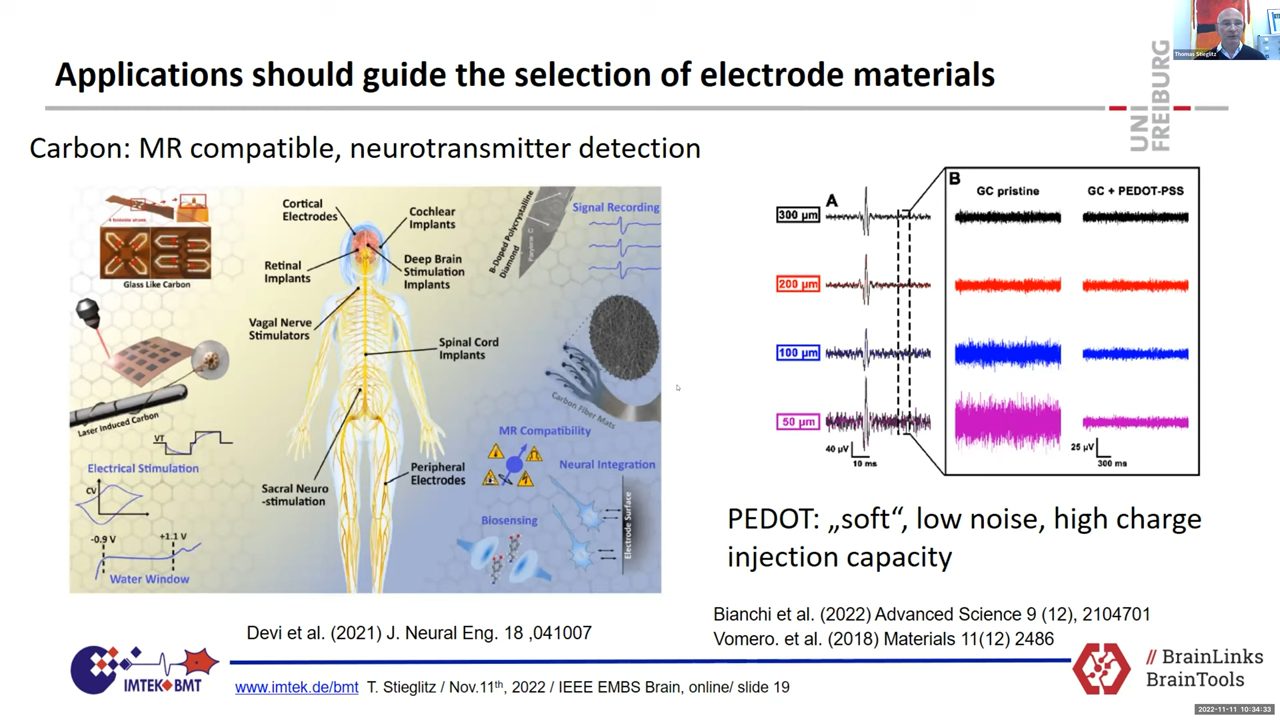 Thomas Stieglitz
Applications should guide the selection of electrode materials
UNI
FREIBURG
Carbon: MR compatible, neurotransmitter detection
Glass Like Carbon
Laser Induced Carbon
VT
Electrical Stimulation
CV
-0.9 V
+1.1 V
Water Window
Cortical
Electrodes
Cochlear
Implants
Retinal
Implants
Deep Brain
Stimulation
Implants
Vagal Nerve
Stimulators
Spinal Cord
Implants
Sacral Neuro
-stimulation
Peripheral
Electrodes
B-Doped Polycrystalline
Diamond
Parylene C
Signal Recording
Carbon Fiber Mats
MR Compatibility
Neural Integration
Biosensing
Electrode Surface
A
B
GC pristine
GC + PEDOT-PSS
300 µm
200 µm
100 µm
50 µm
40 µV
10 ms
25 µV
300 ms
PEDOT: „soft“, low noise, high charge
injection capacity
Devi et al. (2021) J. Neural Eng. 18 ,041007
Bianchi et al. (2022) Advanced Science 9 (12), 2104701
Vomero. et al. (2018) Materials 11(12) 2486
IMTEK BMT
www.imtek.de/bmt T. Stieglitz / Nov.11th, 2022 / IEEE EMBS Brain, online/ slide 19
// BrainLinks
BrainTools
2022-11-11 10:34:33